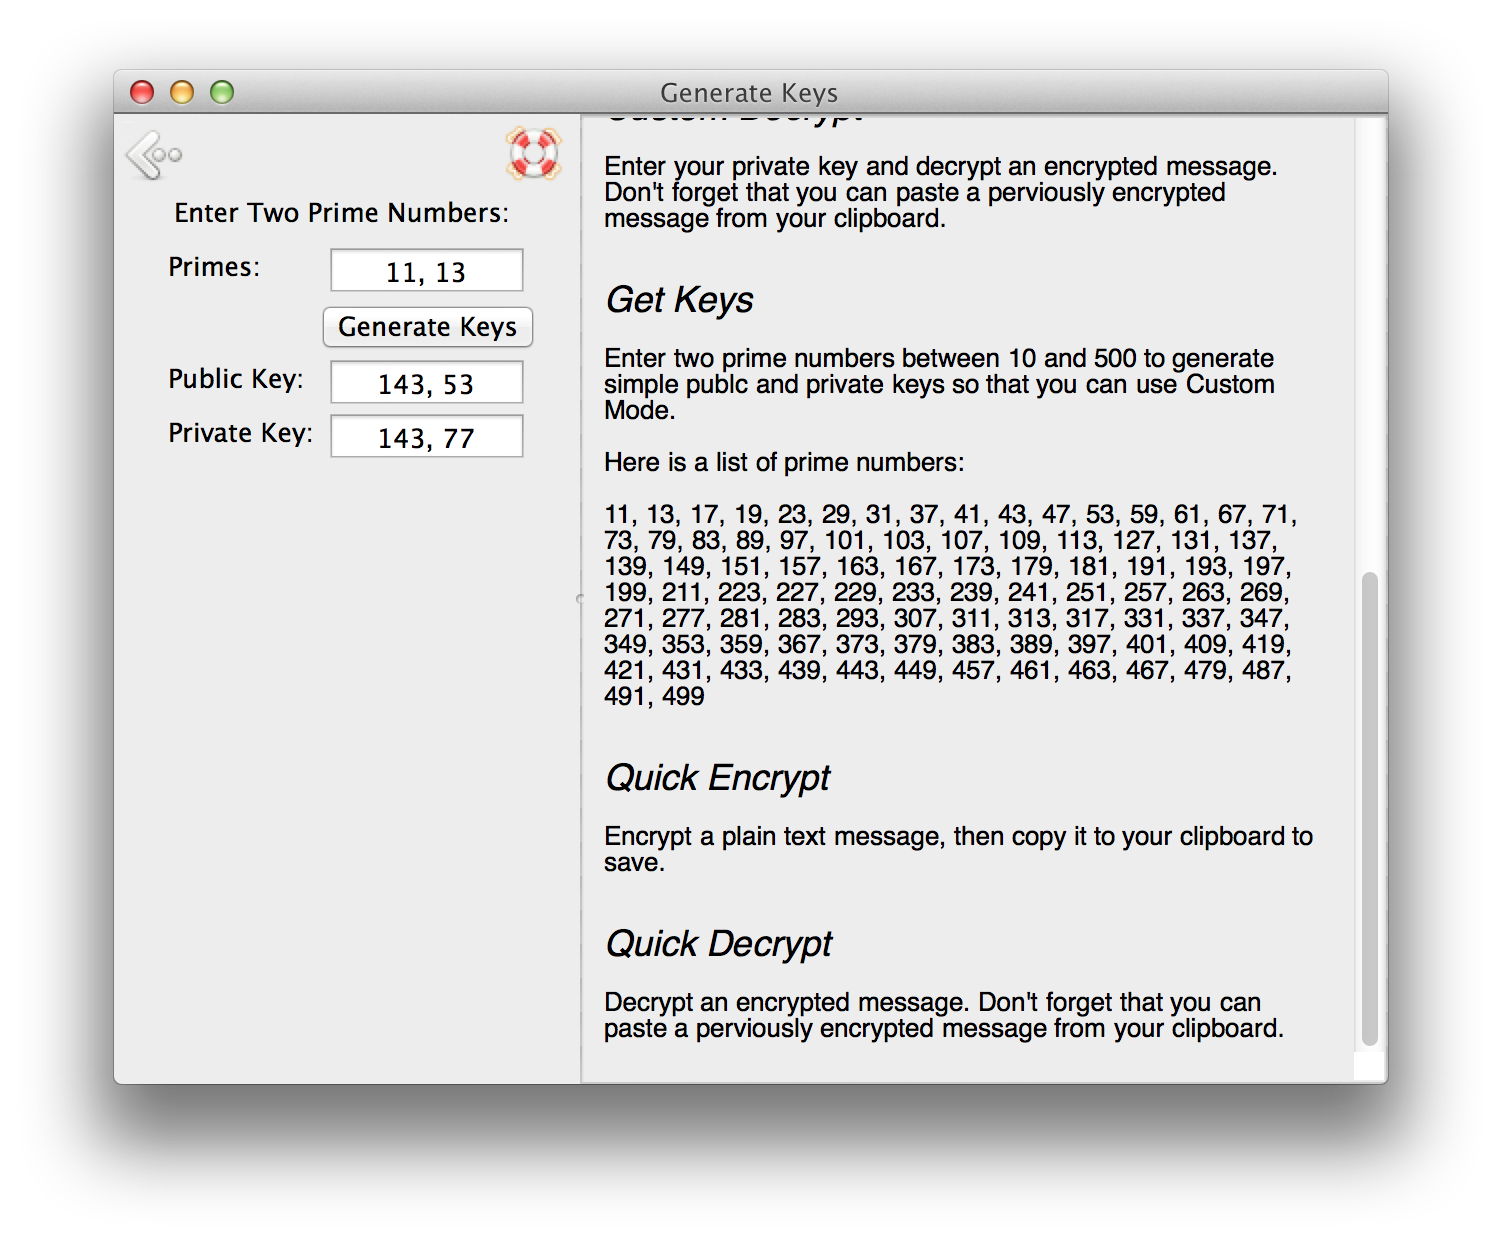 Generate Keys
Enter Two Prime Numbers:
Primes:
11, 13
Generate Keys
Public Key:
143, 53
Private Key:
143, 77
Custom Decrypt
Enter your private key and decrypt an encrypted message.
Don't forget that you can paste a perviously encrypted
message from your clipboard.
Get Keys
Enter two prime numbers between 10 and 500 to generate
simple publc and private keys so that you can use Custom
Mode.
Here is a list of prime numbers:
11, 13, 17, 19, 23, 29, 31, 37, 41, 43, 47, 53, 59, 61, 67, 71,
73, 79, 83, 89, 97, 101, 103, 107, 109, 113, 127, 131, 137,
139, 149, 151, 157, 163, 167, 173, 179, 181, 191, 193, 197,
199, 211, 223, 227, 229, 233, 239, 241, 251, 257, 263, 269,
271, 277, 281, 283, 293, 307, 311, 313, 317, 331, 337, 347,
349, 353, 359, 367, 373, 379, 383, 389, 397, 401, 409, 419,
421, 431, 433, 439, 443, 449, 457, 461, 463, 467, 479, 487,
491, 499
Quick Encrypt
Encrypt a plain text message, then copy it to your clipboard to
save.
Quick Decrypt
Decrypt an encrypted message. Don't forget that you can
paste a perviously encrypted message from your clipboard.